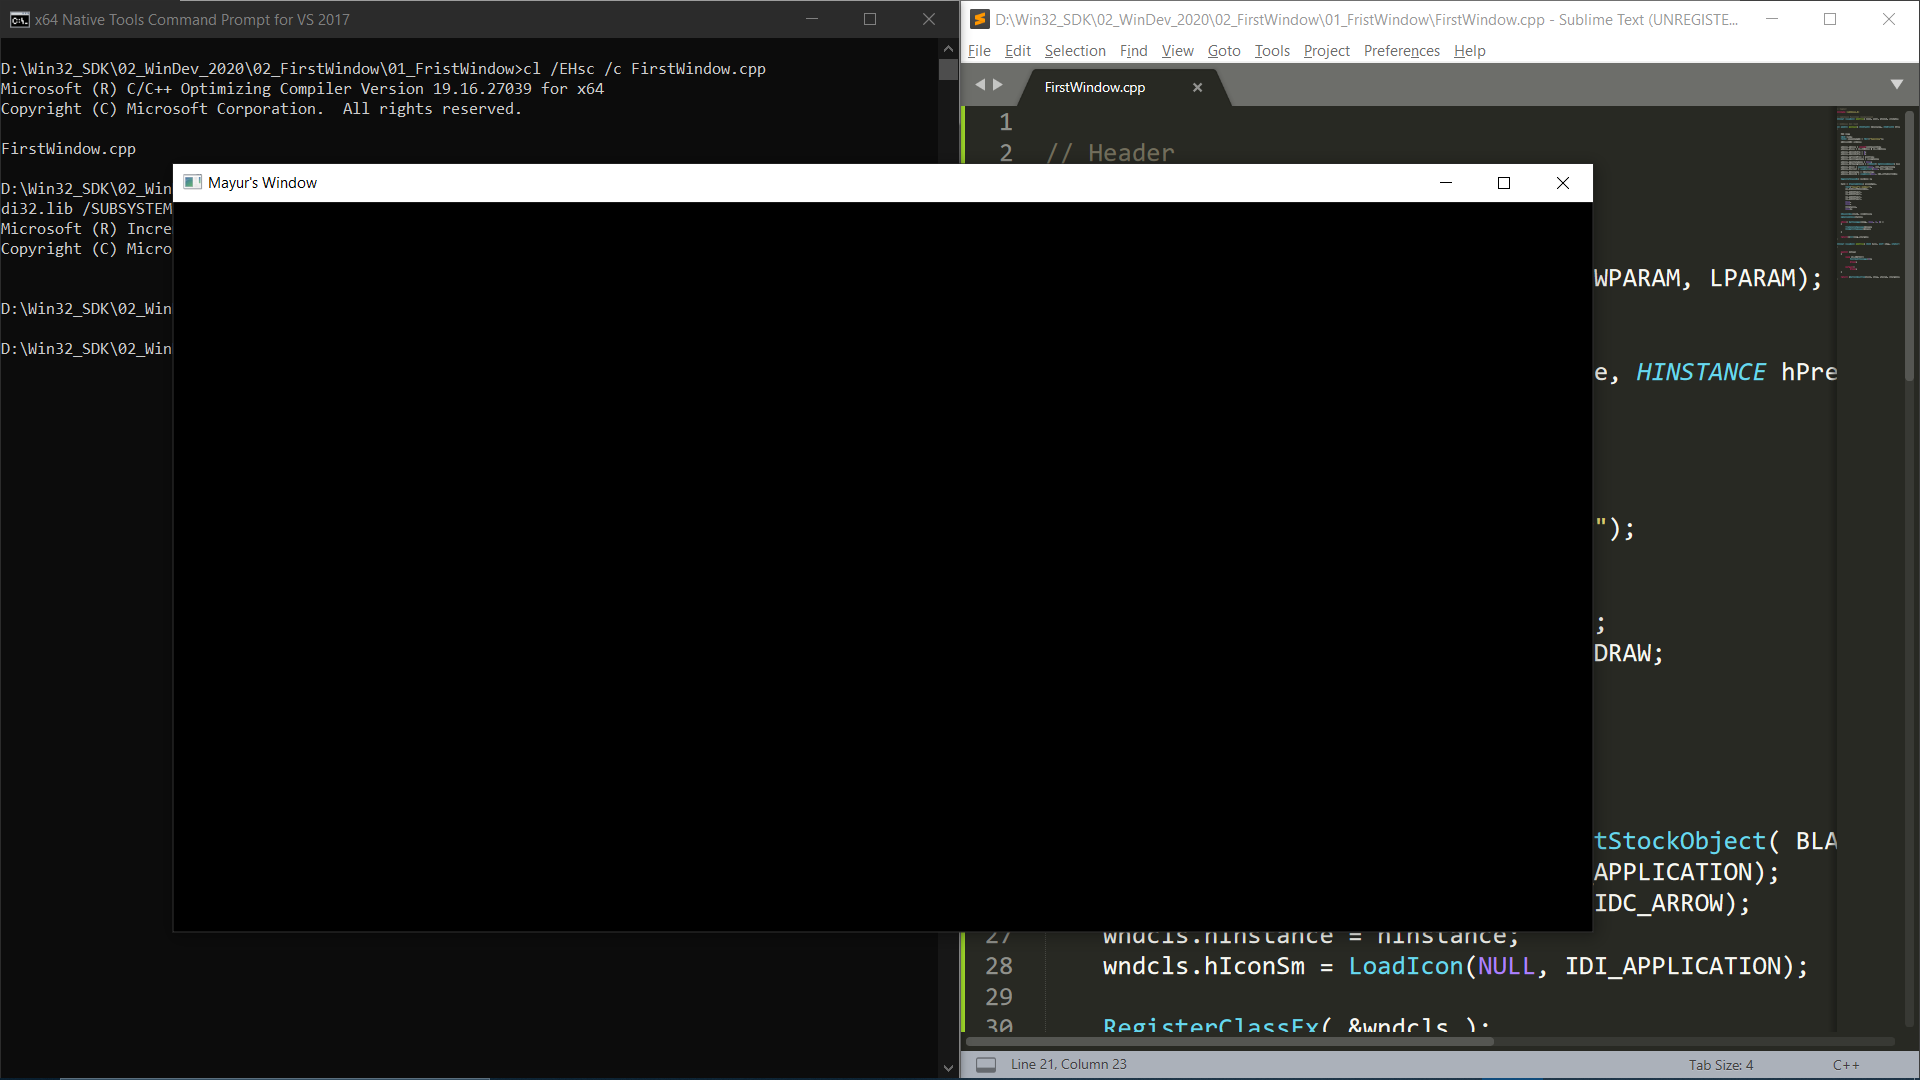 x64 Native Tools Command Prompt for VS 2017
D:\Win32_SDK\02_WinDev_2020\02_FirstWindow\01_FristWindow>cl /EHsc /c FirstWindow.cpp
Microsoft (R) C/C++ Optimizing Compiler Version 19.16.27039 for x64
Copyright (C) Microsoft Corporation.  All rights reserved.
FirstWindow.cpp
D:\Win32_SDK\02_Win
di32.lib /SUBSYSTEM
Microsoft (R) Incre
Copyright (C) Micro
D:\Win32_SDK\02_Win
D:\Win32_SDK\02_Win
Mayur's Window
D:\Win32_SDK\02_WinDev_2020\02_FirstWindow\01_FristWindow\FirstWindow.cpp - Sublime Text (UNREGISTE...
File Edit Selection Find View Goto Tools Project Preferences Help
FirstWindow.cpp
1
2 // Header
WPARAM, LPARAM);
e, HINSTANCE hPre
");
;
DRAW;
tStockObject( BLA
APPLICATION);
IDC_ARROW);
27 wndcls.hInstance = hInstance;
28 wndcls.hIconSm = LoadIcon(NULL, IDI_APPLICATION);
29
30 RegisterClassEx( &wndcls );
Line 21, Column 23
Tab Size: 4
C++